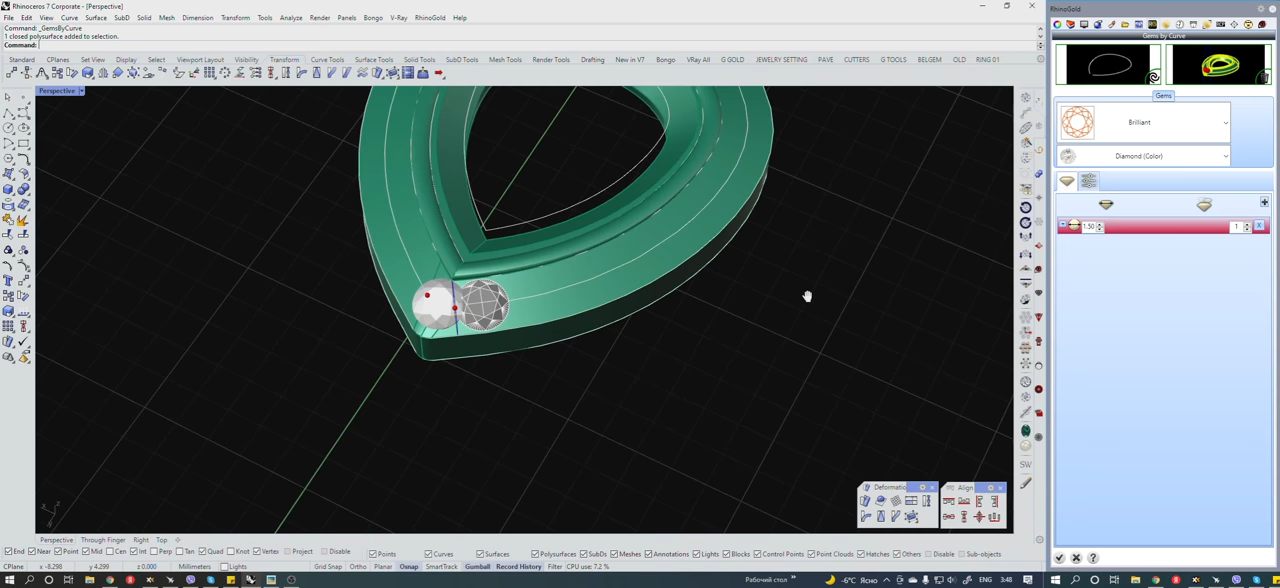 Rhinoceros 7 Corporate - [Perspective]
File Edit View Curve Surface SubD Solid Mesh Dimension Transform Tools Analyze Render Panels Bongo V-Ray RhinoGold Help
Command: _GemsByCurve
1 closed polysurface added to selection.
Command:
Standard CPlanes Set View Display Select Viewport Layout Visibility Transform Curve Tools Surface Tools Solid Tools SubD Tools Mesh Tools Render Tools Drafting New in V7 Bongo VRay All G GOLD JEWELRY SETTING PAVE CUTTERS G TOOLS BELGEM OLD RING 01
Perspective
RhinoGold
Gems by Curve
Gems
Brilliant
Diamond (Color)
1.50 1
SW
Deformatio
Align
Perspective Through Finger Right Top
End Near Point Mid Cen Int Perp Tan Quad Knot Vertex Project Disable Points Curves Surfaces Polysurfaces SubDs Meshes Annotations Lights Blocks Control Points Point Clouds Hatches Others Disable Sub-objects
CPlane x -8.298 y 4.299 z 0.000 Millimeters Lights Grid Snap Ortho Planar Osnap SmartTrack Gumball Record History Filter CPU use: 7.2 %
Рабочий стол -6°C Ясно ENG 3:48